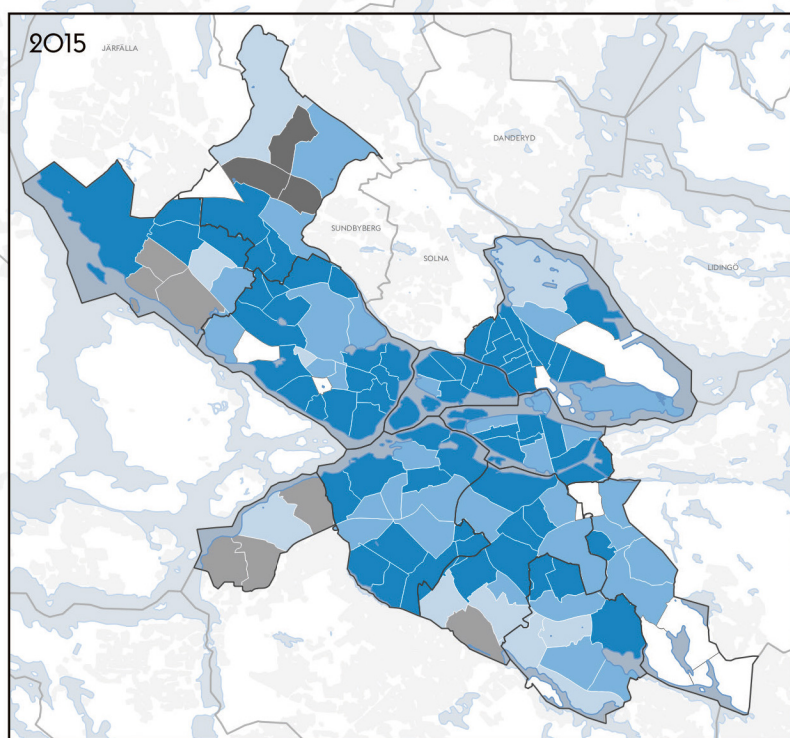 2015
JÄRFÄLLA
DANDERYD
SUNDBYBERG
SOLNA
LIDINGÖ